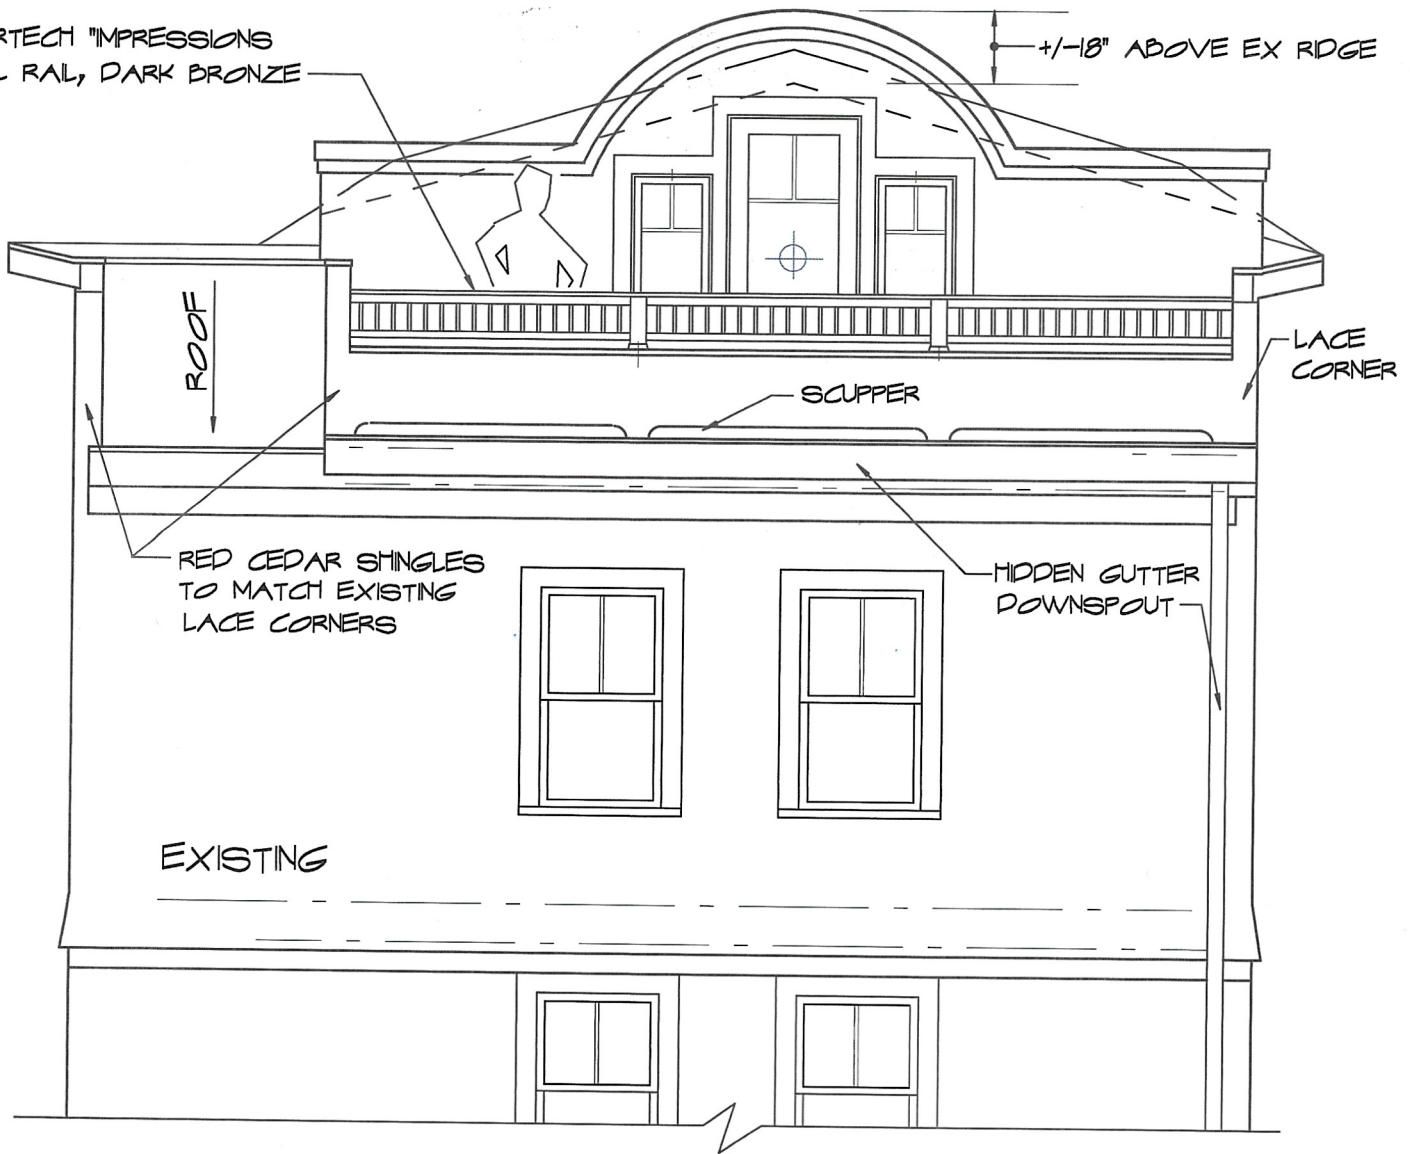 RTECH "IMPRESSIONS
L RAIL, DARK BRONZE
+/-18" ABOVE EX RIDGE
ROOF
LACE
CORNER
SCUPPER
RED CEDAR SHINGLES
TO MATCH EXISTING
LACE CORNERS
HIDDEN GUTTER
DOWNSPOUT
EXISTING